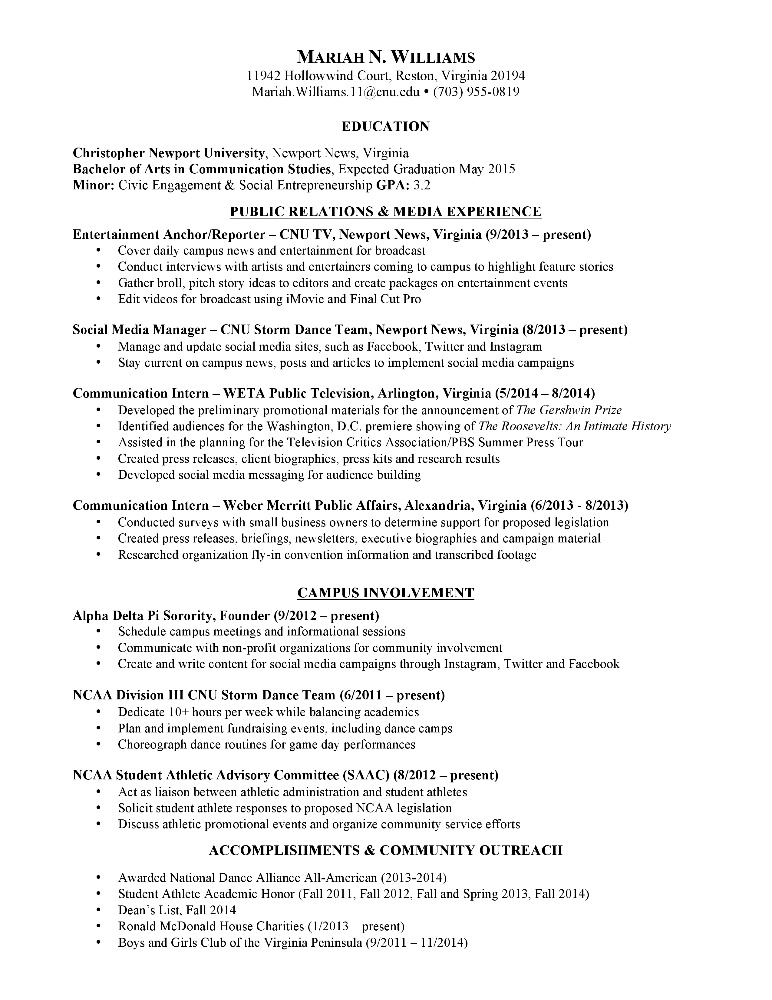 MARIAH N. WILLIAMS
11942 Hollowwind Court, Reston, Virginia 20194
Mariah.Williams.11@cnu.edu • (703) 955-0819
EDUCATION
Christopher Newport University, Newport News, Virginia
Bachelor of Arts in Communication Studies, Expected Graduation May 2015
Minor: Civic Engagement & Social Entrepreneurship GPA: 3.2
PUBLIC RELATIONS & MEDIA EXPERIENCE
Entertainment Anchor/Reporter – CNU TV, Newport News, Virginia (9/2013 – present)
• Cover daily campus news and entertainment for broadcast
• Conduct interviews with artists and entertainers coming to campus to highlight feature stories
• Gather broll, pitch story ideas to editors and create packages on entertainment events
• Edit videos for broadcast using iMovie and Final Cut Pro
Social Media Manager – CNU Storm Dance Team, Newport News, Virginia (8/2013 – present)
• Manage and update social media sites, such as Facebook, Twitter and Instagram
• Stay current on campus news, posts and articles to implement social media campaigns
Communication Intern – WETA Public Television, Arlington, Virginia (5/2014 – 8/2014)
• Developed the preliminary promotional materials for the announcement of The Gershwin Prize
• Identified audiences for the Washington, D.C. premiere showing of The Roosevelts: An Intimate History
• Assisted in the planning for the Television Critics Association/PBS Summer Press Tour
• Created press releases, client biographies, press kits and research results
• Developed social media messaging for audience building
Communication Intern – Weber Merritt Public Affairs, Alexandria, Virginia (6/2013 - 8/2013)
• Conducted surveys with small business owners to determine support for proposed legislation
• Created press releases, briefings, newsletters, executive biographies and campaign material
• Researched organization fly-in convention information and transcribed footage
CAMPUS INVOLVEMENT
Alpha Delta Pi Sorority, Founder (9/2012 – present)
• Schedule campus meetings and informational sessions
• Communicate with non-profit organizations for community involvement
• Create and write content for social media campaigns through Instagram, Twitter and Facebook
NCAA Division III CNU Storm Dance Team (6/2011 – present)
• Dedicate 10+ hours per week while balancing academics
• Plan and implement fundraising events, including dance camps
• Choreograph dance routines for game day performances
NCAA Student Athletic Advisory Committee (SAAC) (8/2012 – present)
• Act as liaison between athletic administration and student athletes
• Solicit student athlete responses to proposed NCAA legislation
• Discuss athletic promotional events and organize community service efforts
ACCOMPLISHMENTS & COMMUNITY OUTREACH
• Awarded National Dance Alliance All-American (2013-2014)
• Student Athlete Academic Honor (Fall 2011, Fall 2012, Fall and Spring 2013, Fall 2014)
• Dean's List, Fall 2014
• Ronald McDonald House Charities (1/2013 – present)
• Boys and Girls Club of the Virginia Peninsula (9/2011 – 11/2014)